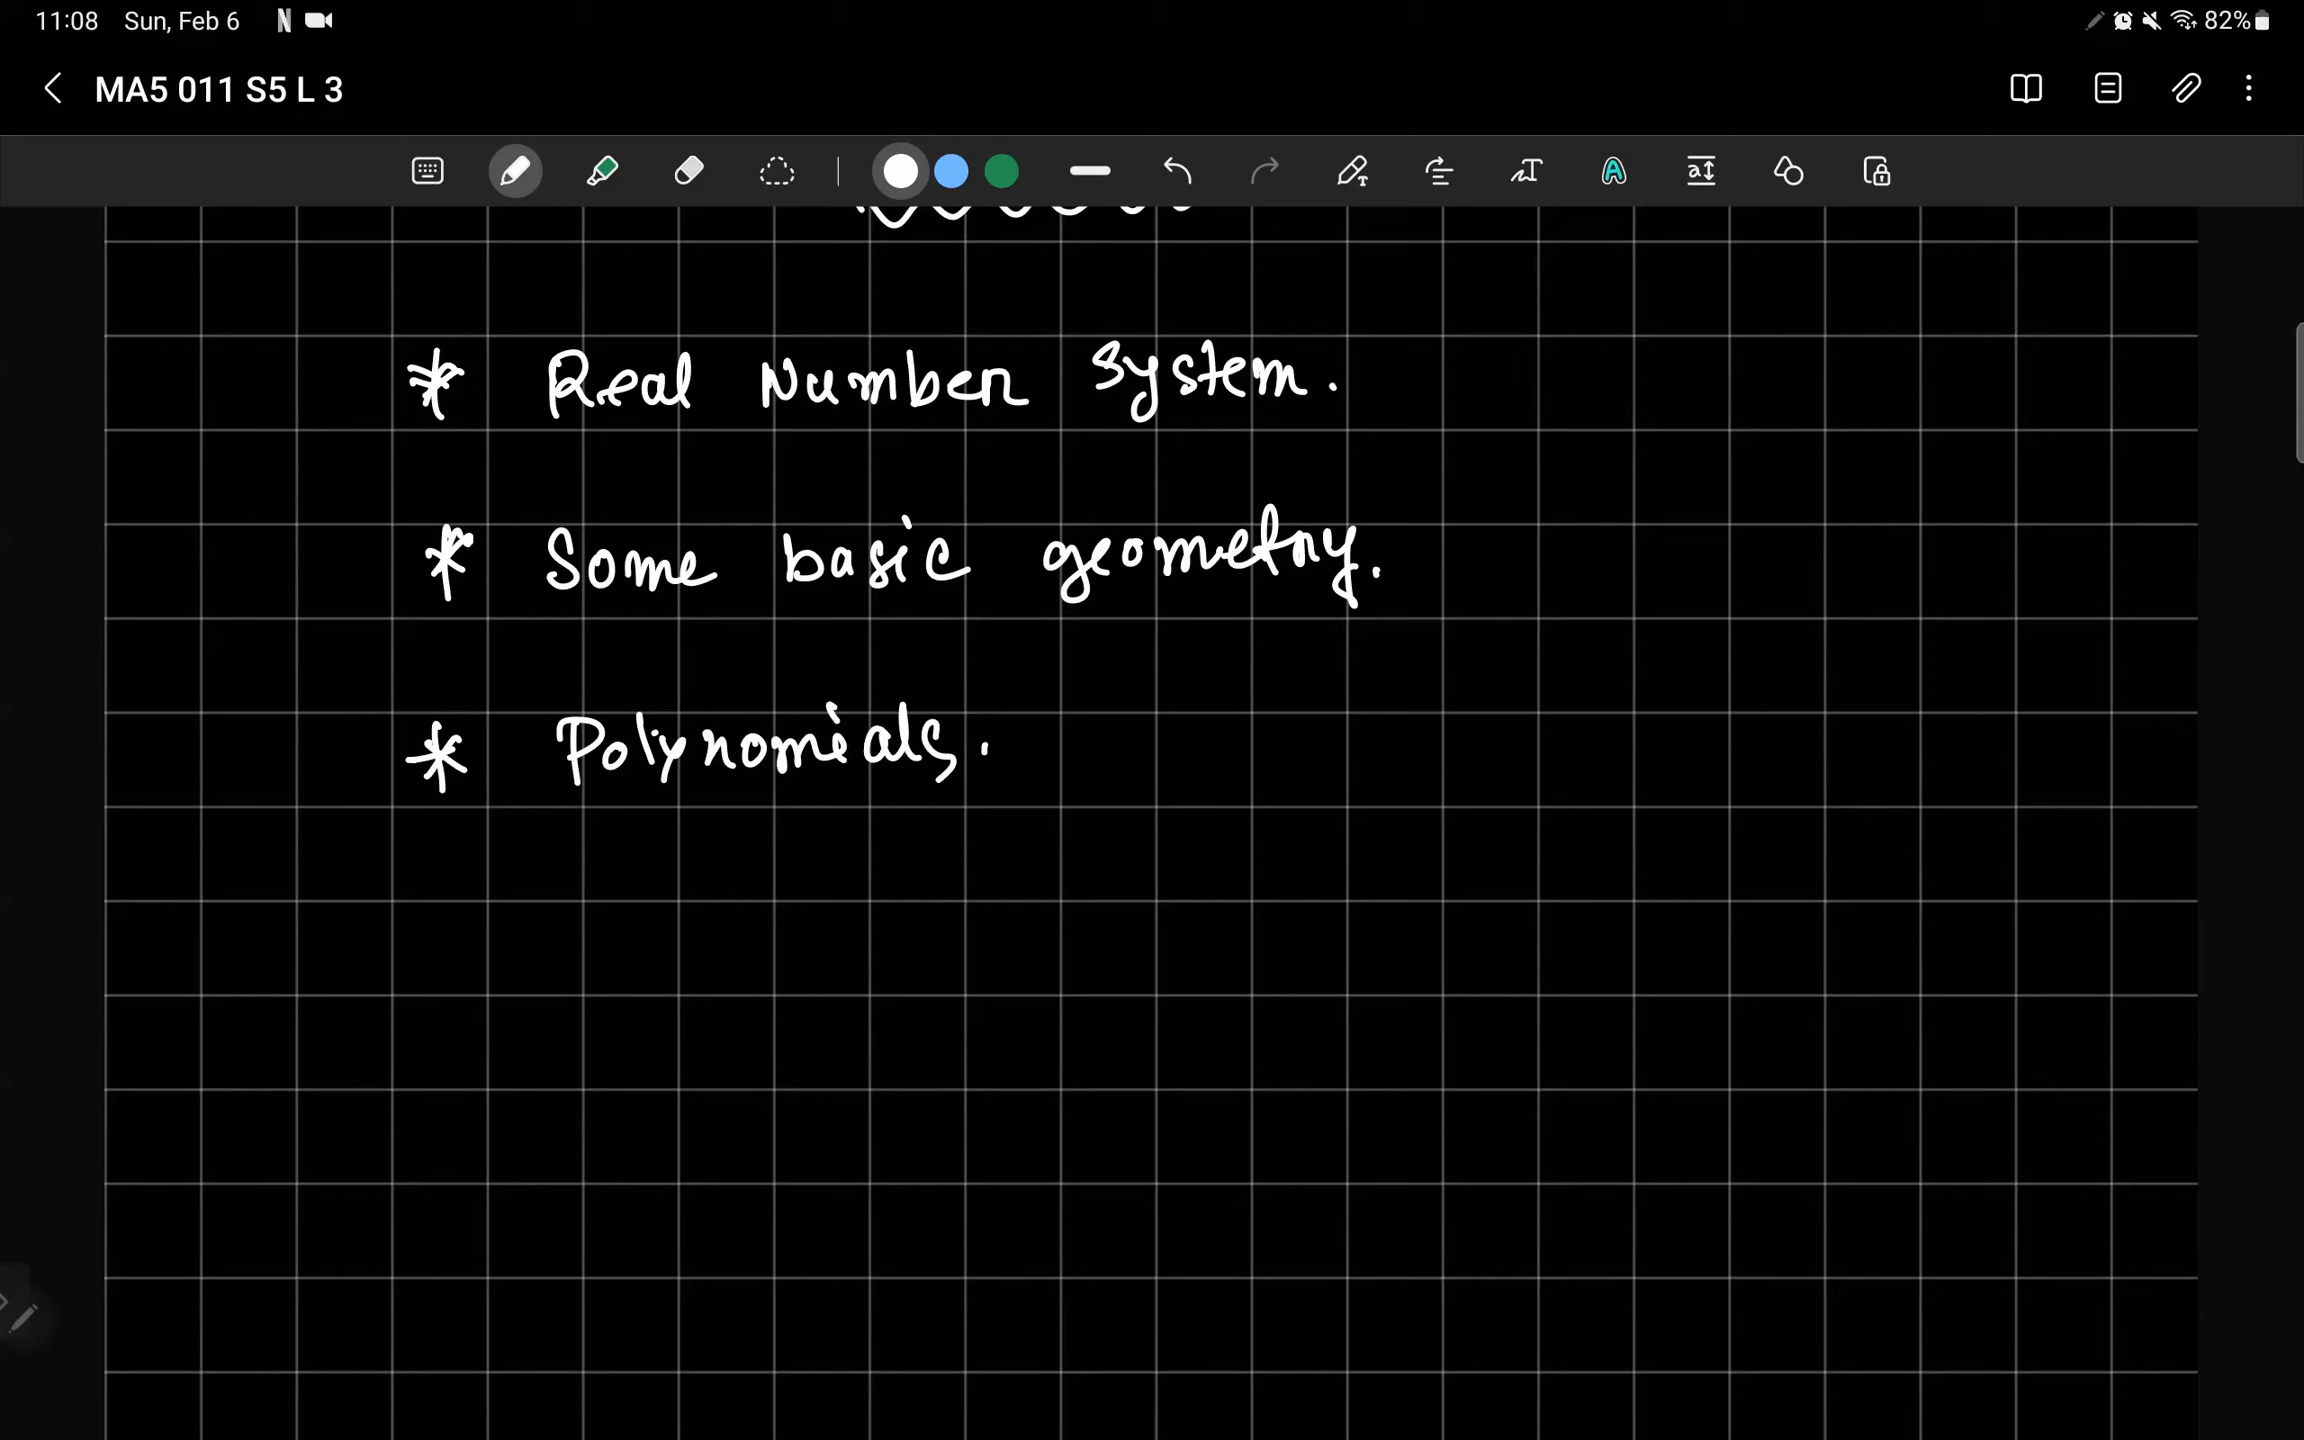 11:08 Sun, Feb 6 82%
MA5 011 S5 L 3
* Real Number System.
* Some basic geometry.
* Polynomials.